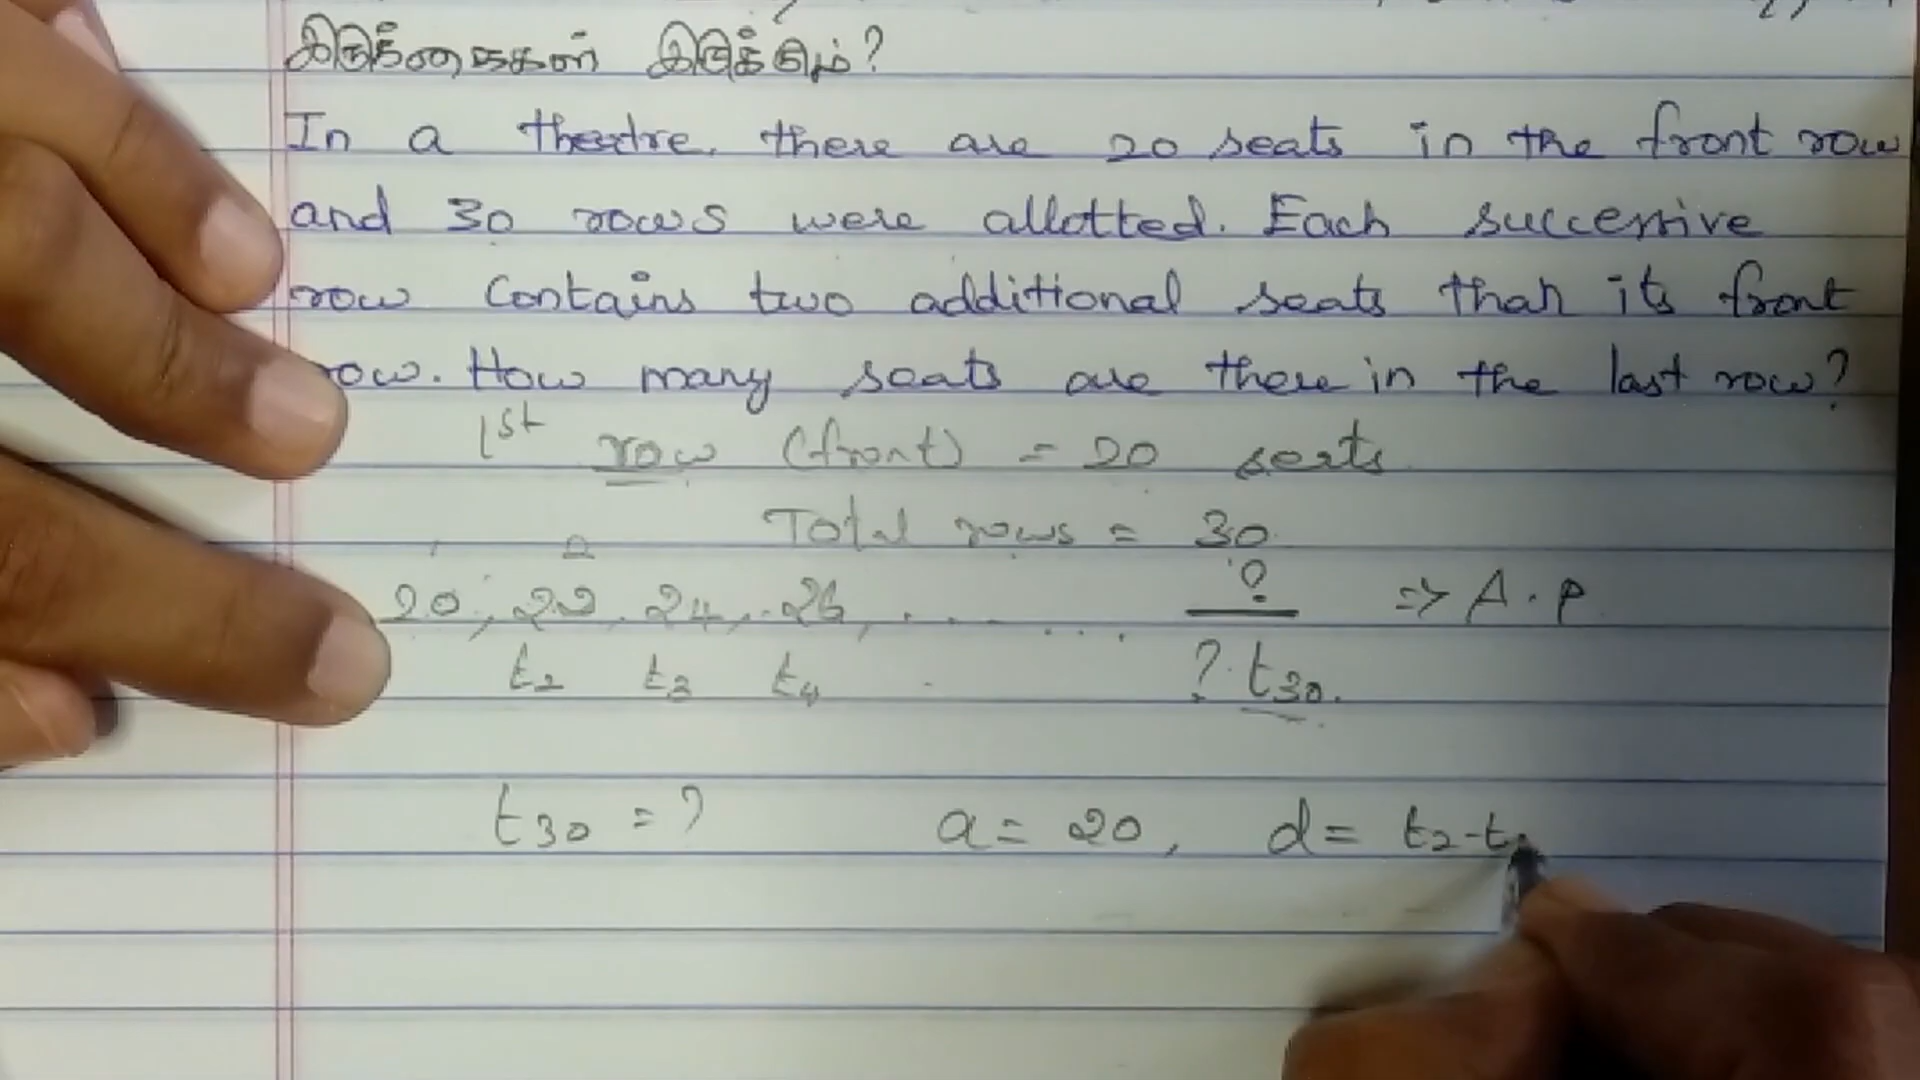 இருக்கைகள் இருக்கும்?
In a theatre, there are 20 seats in the front row
and 30 rows were allotted. Each successive
row contains two additional seats than its front
row. How many seats are there in the last row?
1st row (front) = 20 seats
Total rows = 30
20, 22, 24, 26, ........ ? => A.P
t2 t3 t4 . ? t30.
t30 = ? a = 20, d = t2-t